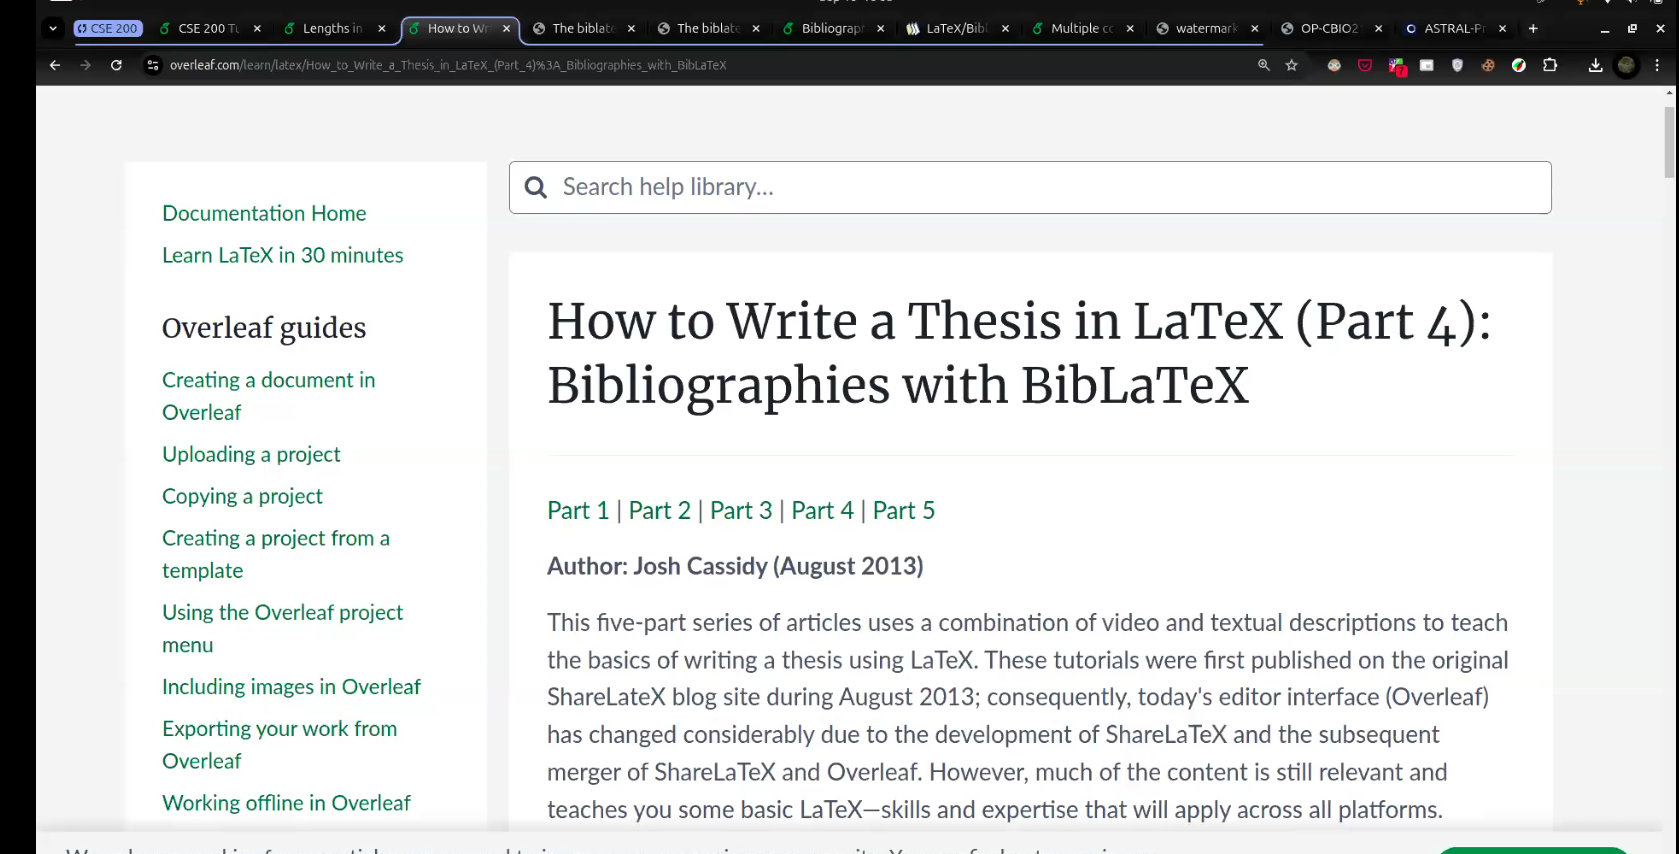 CSE 200
CSE 200 Tu
Lengths in
How to Wr
The biblate
The biblate
Bibliograph
LaTeX/Bibl
Multiple co
watermark
OP-CBIO2
ASTRAL-Pr
overleaf.com/learn/latex/How_to_Write_a_Thesis_in_LaTeX_(Part_4)%3A_Bibliographies_with_BibLaTeX
Search help library...
Documentation Home
Learn LaTeX in 30 minutes
Overleaf guides
Creating a document in
Overleaf
Uploading a project
Copying a project
Creating a project from a
template
Using the Overleaf project
menu
Including images in Overleaf
Exporting your work from
Overleaf
Working offline in Overleaf
How to Write a Thesis in LaTeX (Part 4):
Bibliographies with BibLaTeX
Part 1 | Part 2 | Part 3 | Part 4 | Part 5
Author: Josh Cassidy (August 2013)
This five-part series of articles uses a combination of video and textual descriptions to teach
the basics of writing a thesis using LaTeX. These tutorials were first published on the original
ShareLateX blog site during August 2013; consequently, today's editor interface (Overleaf)
has changed considerably due to the development of ShareLaTeX and the subsequent
merger of ShareLaTeX and Overleaf. However, much of the content is still relevant and
teaches you some basic LaTeX—skills and expertise that will apply across all platforms.